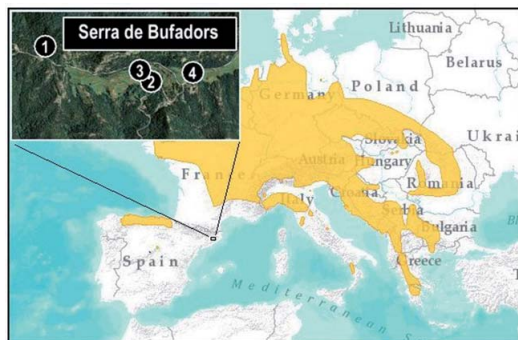 Serra de Bufadors
1
3
2
4
Lithuania
Belarus
Poland
Germany
Ukrai
Slovakia
Austria
Hungary
France
Romania
Croatia
Italy
Serbia
Bulgaria
Spain
Greece
Mediterranean S